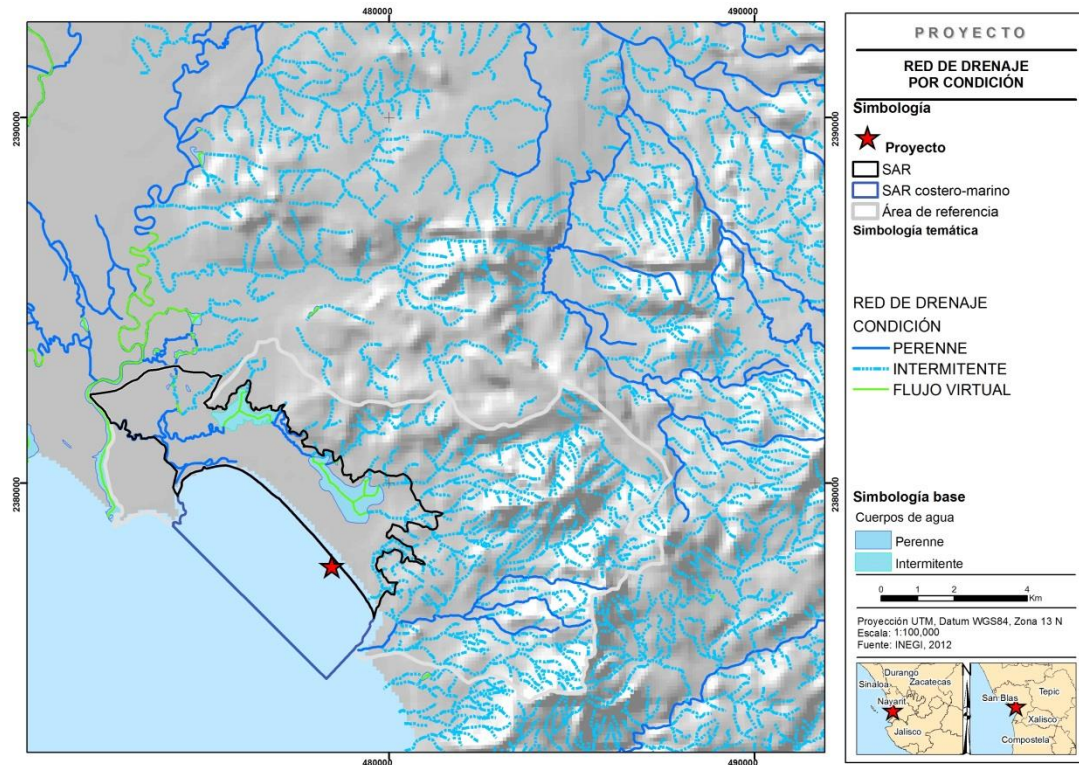 480000
490000
2390000
2390000
2380000
2380000
480000
490000
PROYECTO
RED DE DRENAJE
POR CONDICIÓN
Simbología
Proyecto
SAR
SAR costero-marino
Área de referencia
Simbología temática
RED DE DRENAJE
CONDICIÓN
PERENNE
INTERMITENTE
FLUJO VIRTUAL
Simbología base
Cuerpos de agua
Perenne
Intermitente
0 1 2 4
Km
Proyección UTM, Datum WGS84, Zona 13 N
Escala: 1:100,000
Fuente: INEGI, 2012
Durango
Sinaloa
Zacatecas
Nayarit
Jalisco
San Blas
Tepic
Xalisco
Compostela